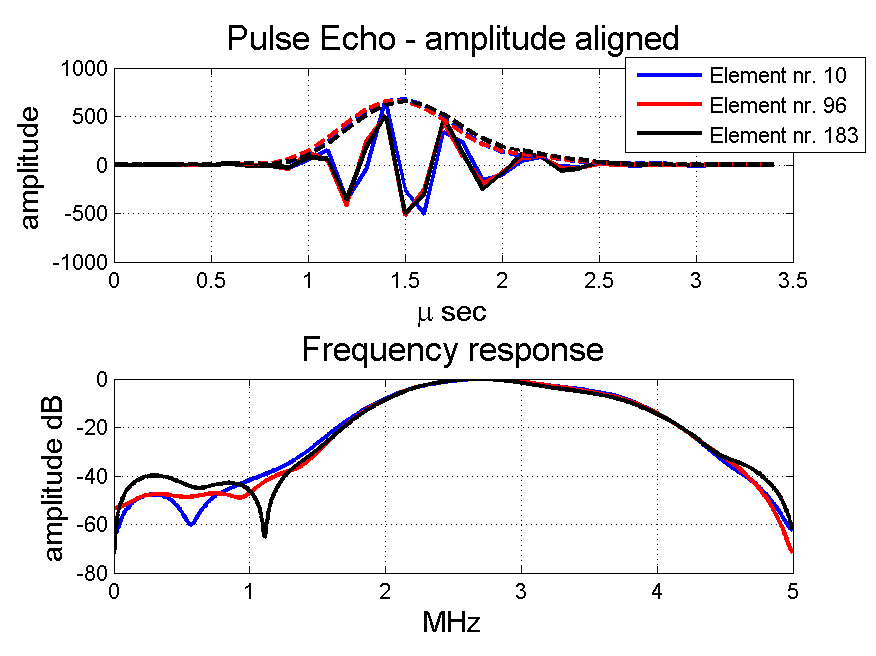 Pulse Echo - amplitude aligned
Element nr. 10
Element nr. 96
Element nr. 183
amplitude
1000
500
0
-500
-1000
0 0.5 1 1.5 2 2.5 3 3.5
μ sec
Frequency response
amplitude dB
0
-20
-40
-60
-80
0 1 2 3 4 5
MHz